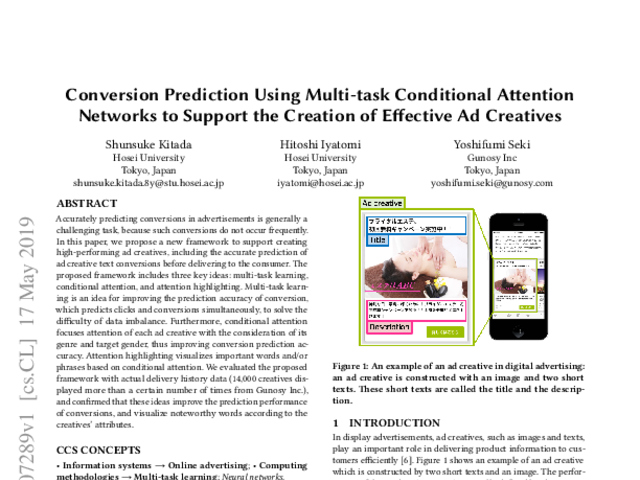 Conversion Prediction Using Multi-task Conditional Attention
Networks to Support the Creation of Effective Ad Creatives
Shunsuke Kitada
Hosei University
Tokyo, Japan
shunsuke.kitada.8y@stu.hosei.ac.jp
Hitoshi Iyatomi
Hosei University
Tokyo, Japan
iyatomi@hosei.ac.jp
Yoshifumi Seki
Gunosy Inc
Tokyo, Japan
yoshifumi.seki@gunosy.com
07289v1 [cs.CL] 17 May 2019
ABSTRACT
Accurately predicting conversions in advertisements is generally a
challenging task, because such conversions do not occur frequently.
In this paper, we propose a new framework to support creating
high-performing ad creatives, including the accurate prediction of
ad creative text conversions before delivering to the consumer. The
proposed framework includes three key ideas: multi-task learning,
conditional attention, and attention highlighting. Multi-task learn-
ing is an idea for improving the prediction accuracy of conversion,
which predicts clicks and conversions simultaneously, to solve the
difficulty of data imbalance. Furthermore, conditional attention
focuses attention of each ad creative with the consideration of its
genre and target gender, thus improving conversion prediction ac-
curacy. Attention highlighting visualizes important words and/or
phrases based on conditional attention. We evaluated the proposed
framework with actual delivery history data (14,000 creatives dis-
played more than a certain number of times from Gunosy Inc.),
and confirmed that these ideas improve the prediction performance
of conversions, and visualize noteworthy words according to the
creatives' attributes.
CCS CONCEPTS
• Information systems → Online advertising; • Computing
methodologies → Multi-task learning; Neural networks.
Ad creative
Title
Description
Figure 1: An example of an ad creative in digital advertising:
an ad creative is constructed with an image and two short
texts. These short texts are called the title and the descrip-
tion.
1 INTRODUCTION
In display advertisements, ad creatives, such as images and texts,
play an important role in delivering product information to cus-
tomers efficiently [6]. Figure 1 shows an example of an ad creative
which is constructed by two short texts and an image. The perfor-